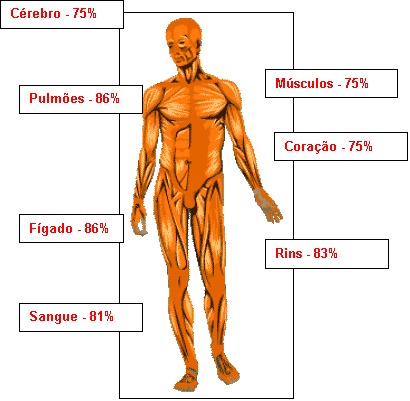 Cérebro - 75%
Músculos - 75%
Pulmões - 86%
Coração - 75%
Fígado - 86%
Rins - 83%
Sangue - 81%